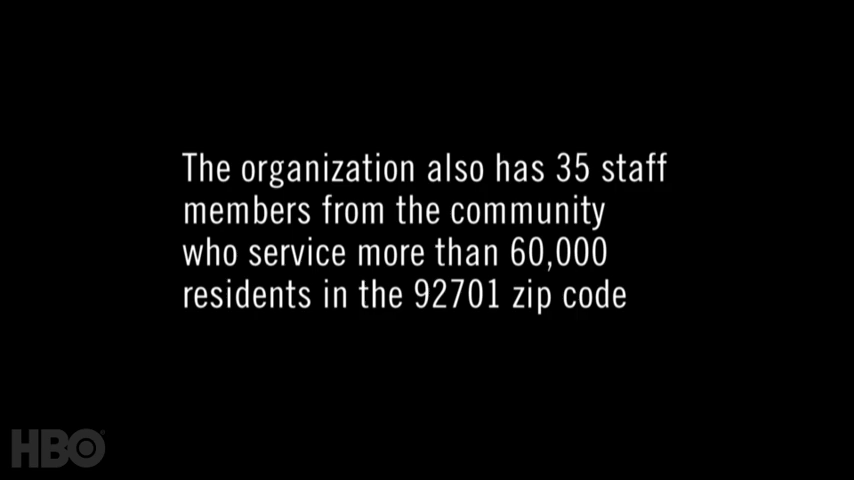 The organization also has 35 staff
members from the community
who service more than 60,000
residents in the 92701 zip code
HBO